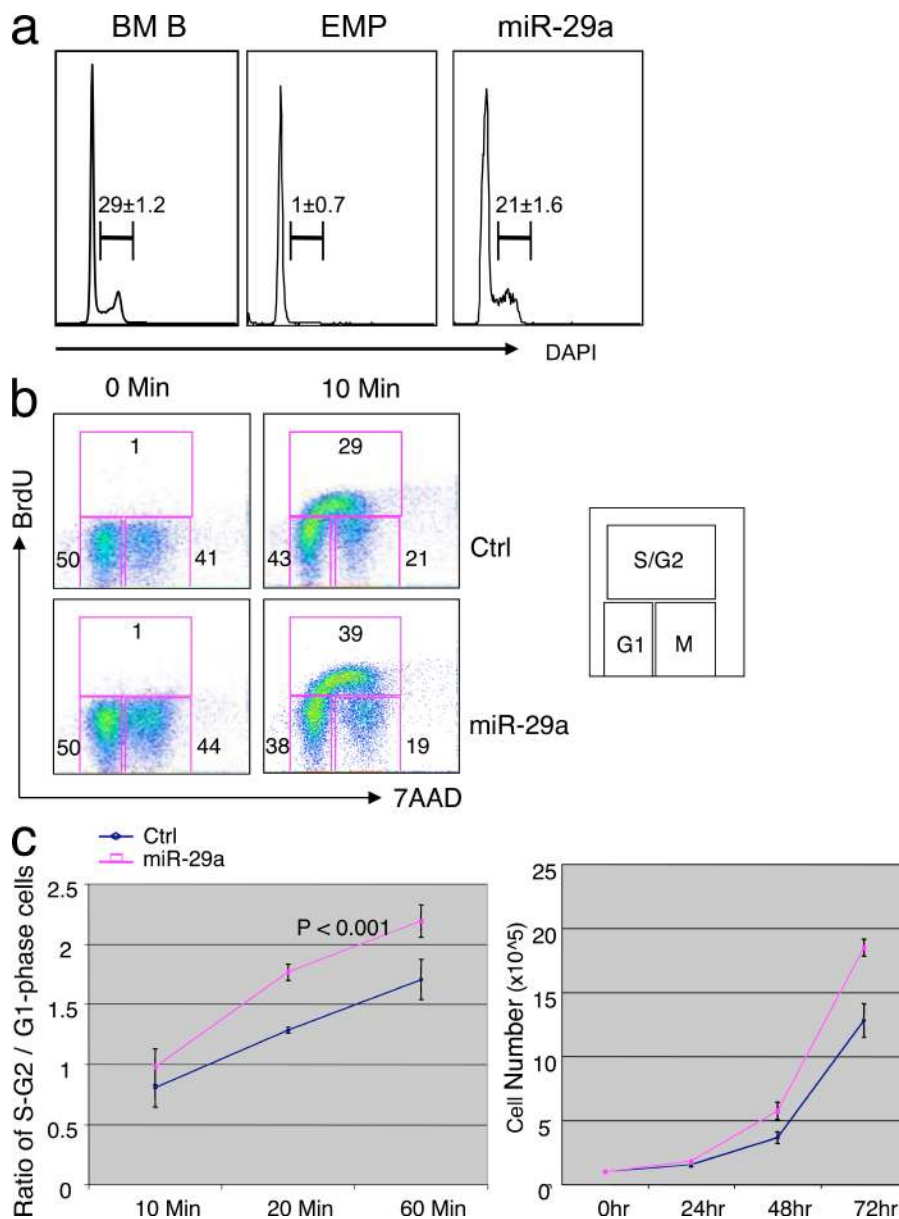 a
BM B EMP miR-29a
29±1.2 1±0.7 21±1.6
DAPI
b
0 Min 10 Min
BrdU
1 29
50 41 43 21
Ctrl
1 39
50 44 38 19
miR-29a
7AAD
S/G2
G1 M
c
Ctrl
miR-29a
Ratio of S-G2 / G1-phase cells
2.5
2
1.5
1
0.5
0
P < 0.001
10 Min 20 Min 60 Min
Cell Number (x10^5)
25
20
15
10
5
0
0hr 24hr 48hr 72hr